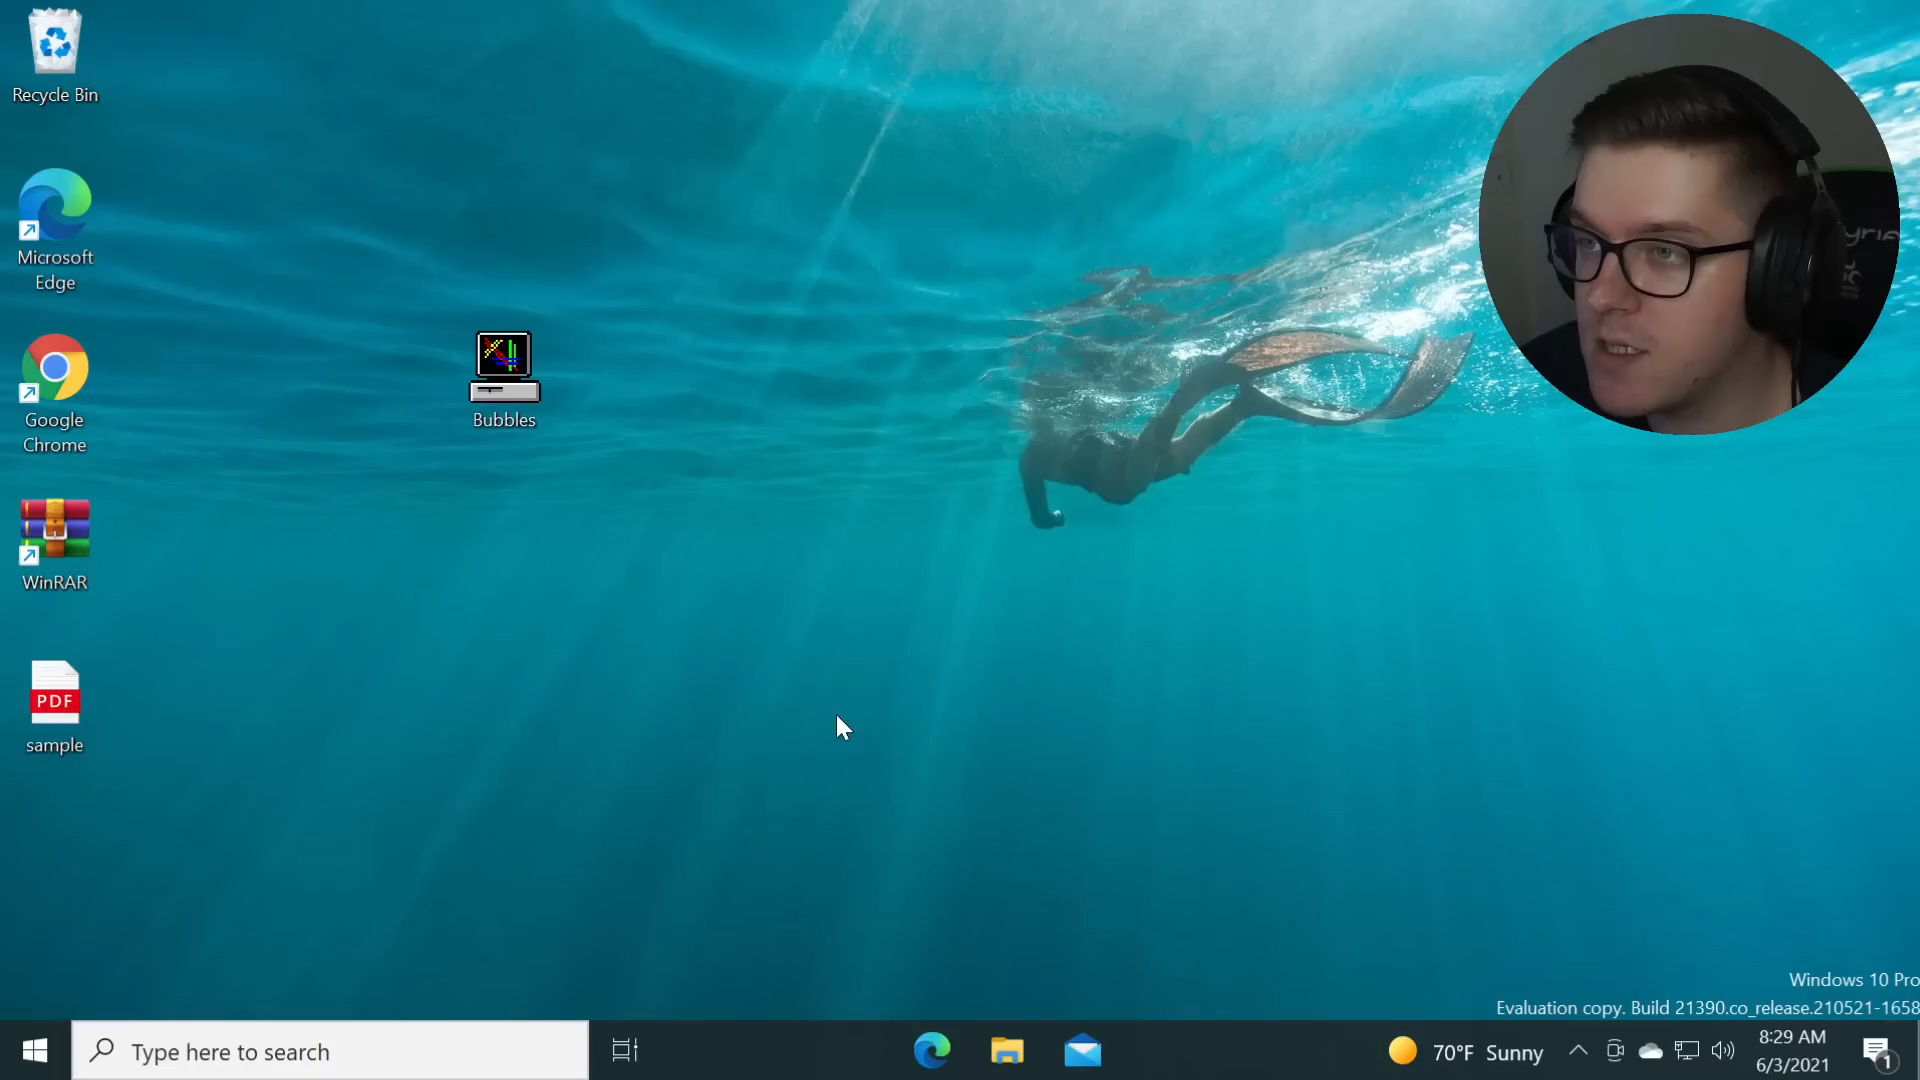 Recycle Bin
Microsoft
Edge
Google
Chrome
WinRAR
PDF
sample
Bubbles
Windows 10 Pro
Evaluation copy. Build 21390.co_release.210521-1658
Type here to search
70°F Sunny
8:29 AM
6/3/2021
1